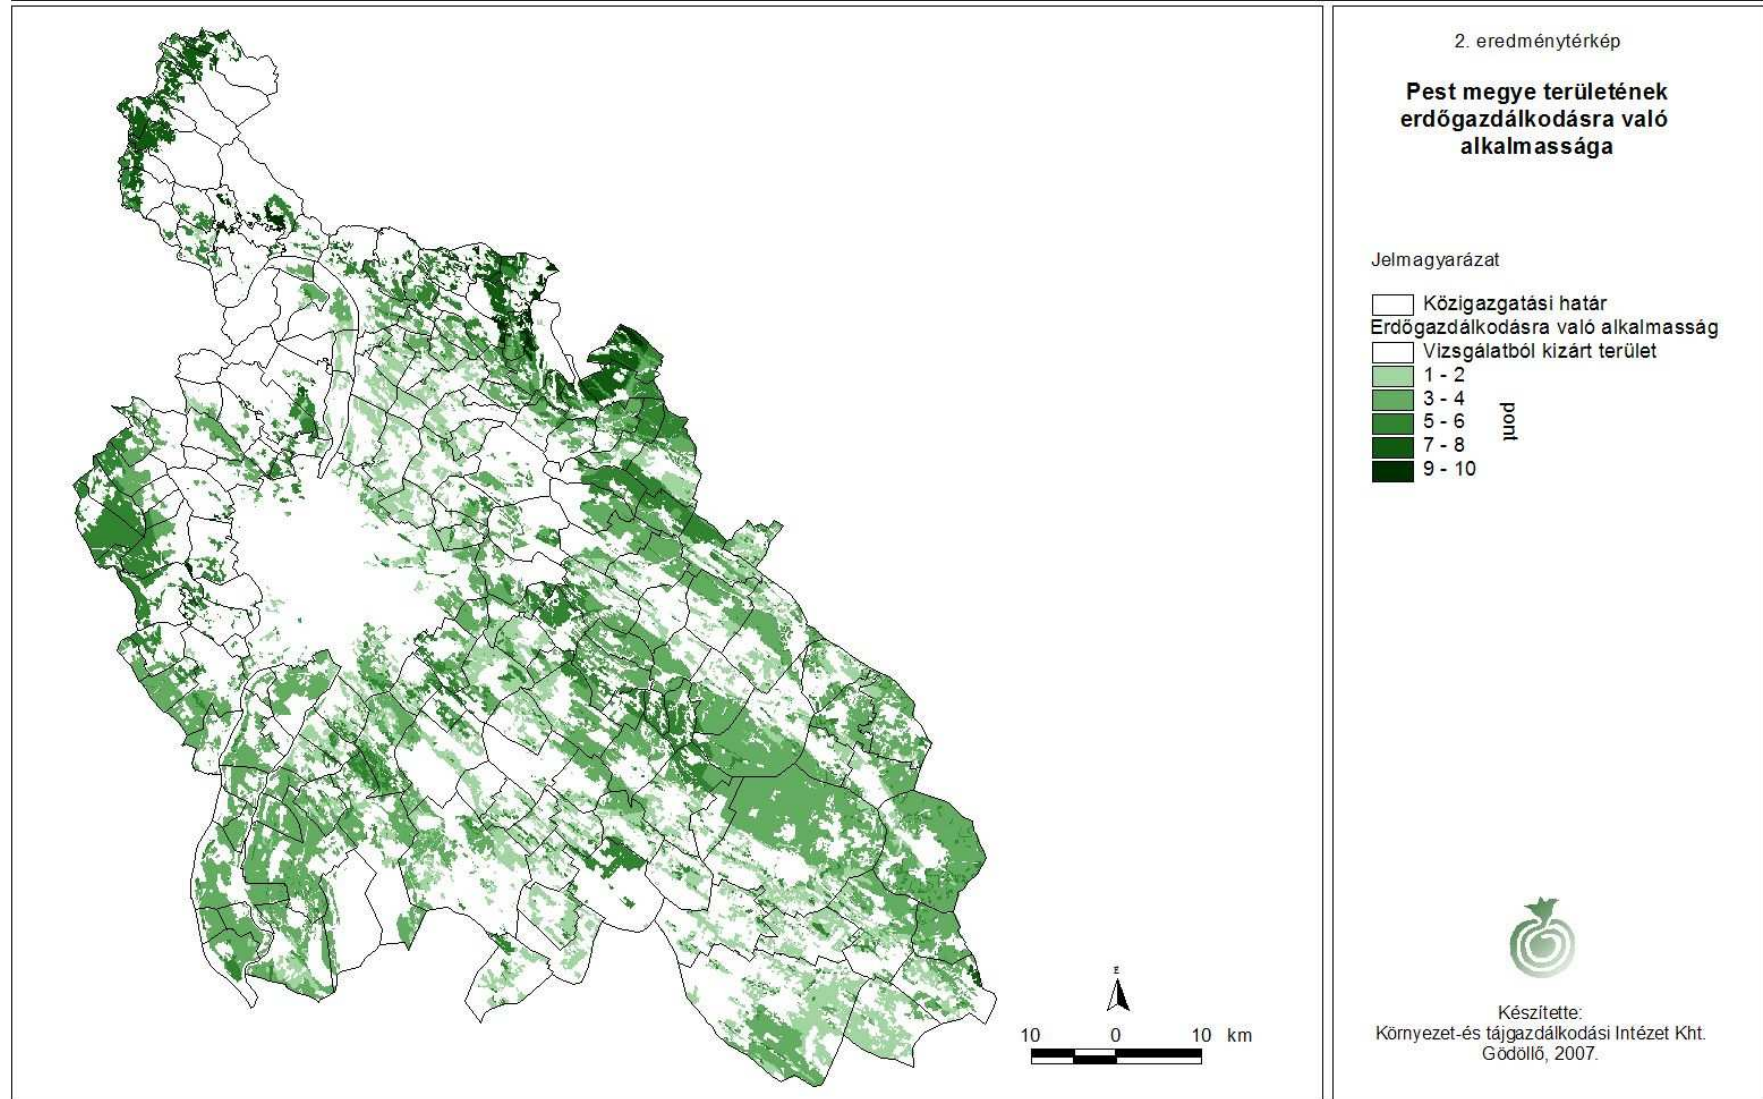 2. eredménytérkép
Pest megye területének
erdőgazdálkodásra való
alkalmassága
Jelmagyarázat
Közigazgatási határ
Erdőgazdálkodásra való alkalmasság
Vizsgálatból kizárt terület
1 - 2
3 - 4
5 - 6
7 - 8
9 - 10
pont
É
10 0 10 km
Készítette:
Környezet-és tájgazdálkodási Intézet Kht.
Gödöllő, 2007.